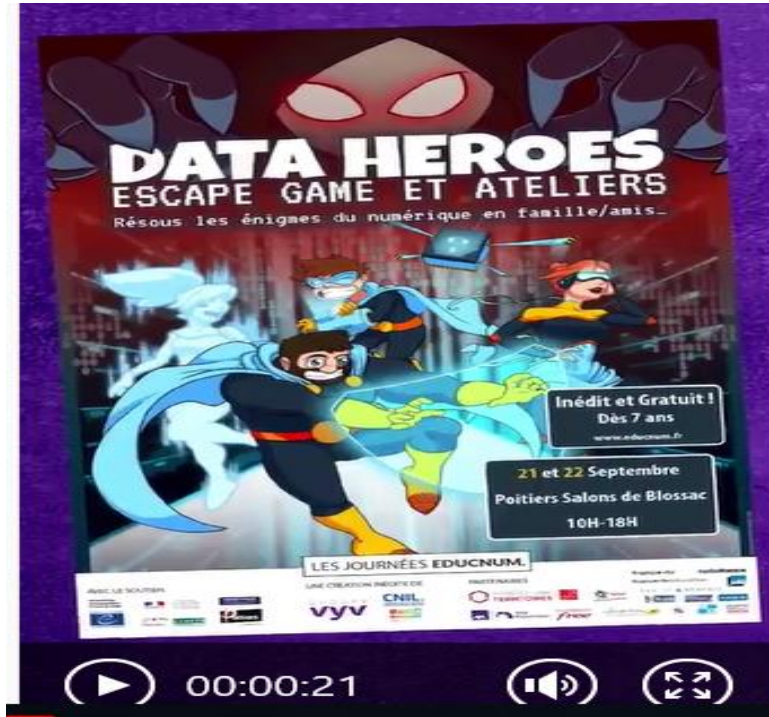 DATA HEROES
ESCAPE GAME ET ATELIERS
Résous les énigmes du numérique en famille/amis_
Inédit et Gratuit !
Dès 7 ans
www.educnum.fr
21 et 22 Septembre
Poitiers Salons de Blossac
10H-18H
LES JOURNÉES EDUCNUM.
AVEC LE SOUTIEN
UNE CRÉATION INÉDITE DE
PARTENAIRES
vyv
CNIL.
TERRITOIRES
free
00:00:21